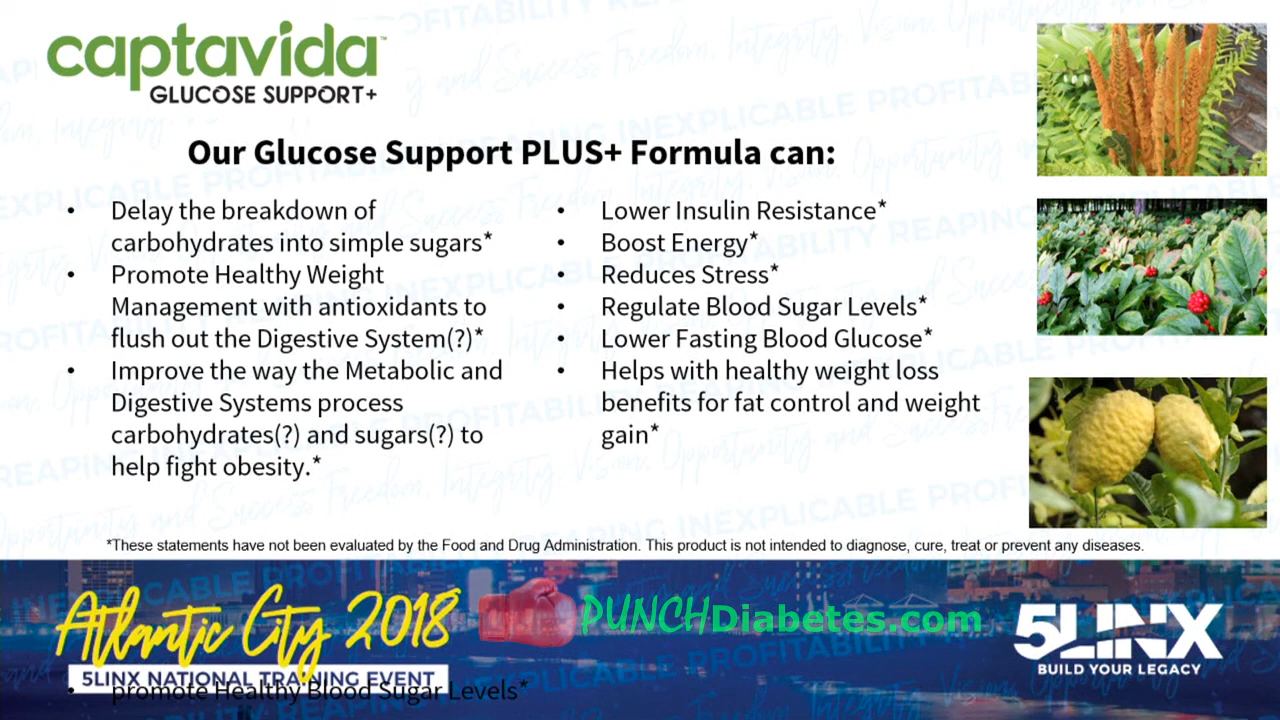 captavida™
GLUCOSE SUPPORT+
Our Glucose Support PLUS+ Formula can:
• Delay the breakdown of
carbohydrates into simple sugars*
• Promote Healthy Weight
Management with antioxidants to
flush out the Digestive System(?)*
• Improve the way the Metabolic and
Digestive Systems process
carbohydrates(?) and sugars(?) to
help fight obesity.*
• Lower Insulin Resistance*
• Boost Energy*
• Reduces Stress*
• Regulate Blood Sugar Levels*
• Lower Fasting Blood Glucose*
• Helps with healthy weight loss
benefits for fat control and weight
gain*
*These statements have not been evaluated by the Food and Drug Administration. This product is not intended to diagnose, cure, treat or prevent any diseases.
Atlantic City 2018
5LINX NATIONAL TRAINING EVENT
• promote Healthy Blood Sugar Levels*
PUNCHDiabetes.com
5LINX
BUILD YOUR LEGACY